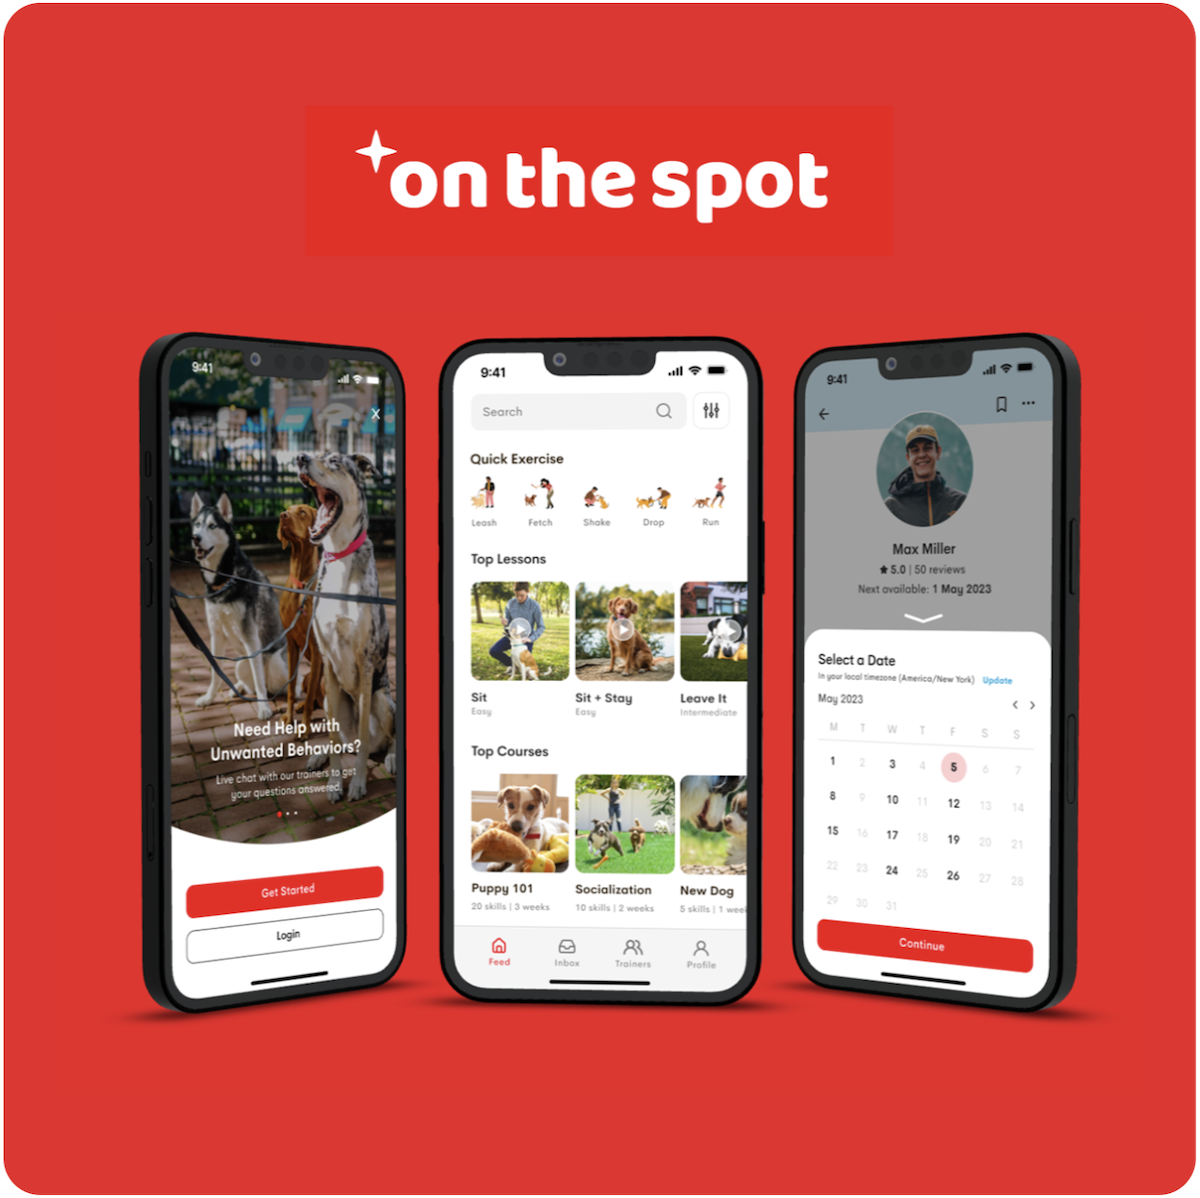 on the spot
9:41
X
Need Help with
Unwanted Behaviors?
Live chat with our trainers to get
your questions answered.
Get Started
Login
9:41
Search
Quick Exercise
Leash Fetch Shake Drop Run
Top Lessons
Sit Sit + Stay Leave It
Easy Easy Intermediate
Top Courses
Puppy 101 Socialization New Dog
20 skills | 3 weeks 10 skills | 2 weeks 5 skills | 1 wee
Feed Inbox Trainers Profile
9:41
Max Miller
5.0 | 50 reviews
Next available: 1 May 2023
Select a Date
In your local timezone (America/New York) Update
May 2023
M T W T F S S
1 2 3 4 5 6 7
8 9 10 11 12 13 14
15 16 17 18 19 20 21
22 23 24 25 26 27 28
29 30 31
Continue